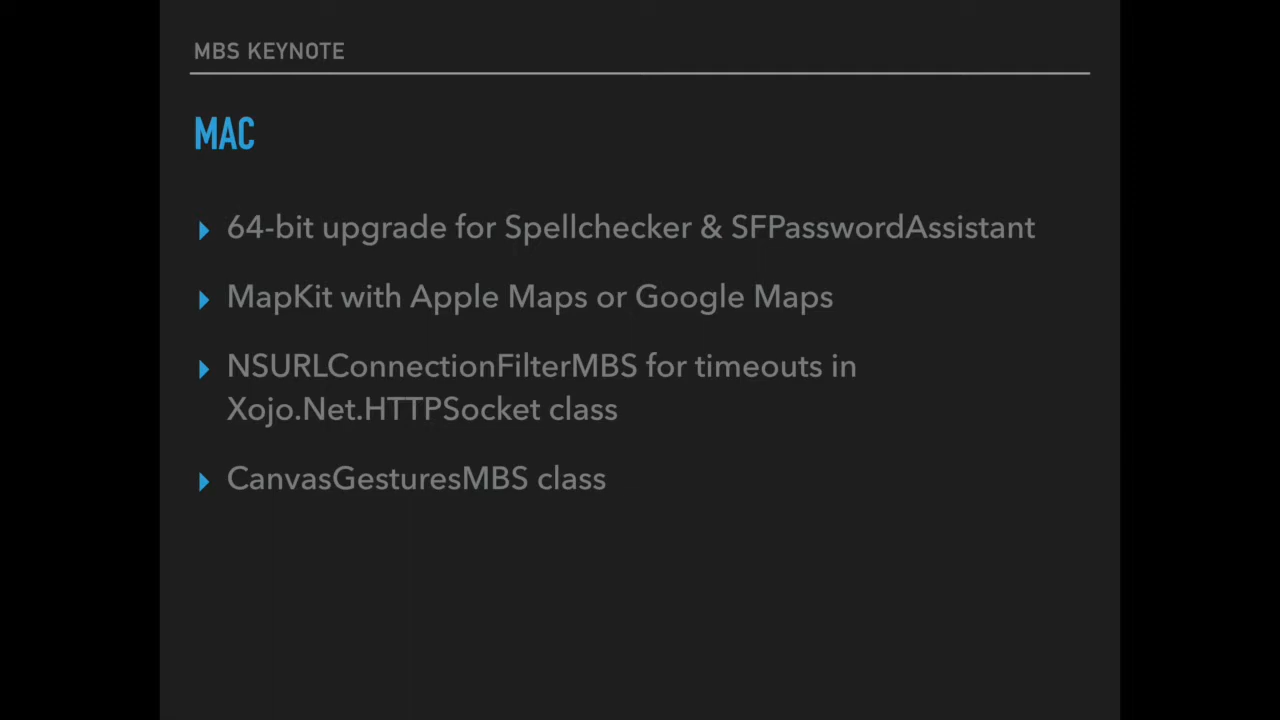 MBS KEYNOTE
MAC
▸ 64-bit upgrade for Spellchecker & SFPasswordAssistant
▸ MapKit with Apple Maps or Google Maps
▸ NSURLConnectionFilterMBS for timeouts in
Xojo.Net.HTTPSocket class
▸ CanvasGesturesMBS class